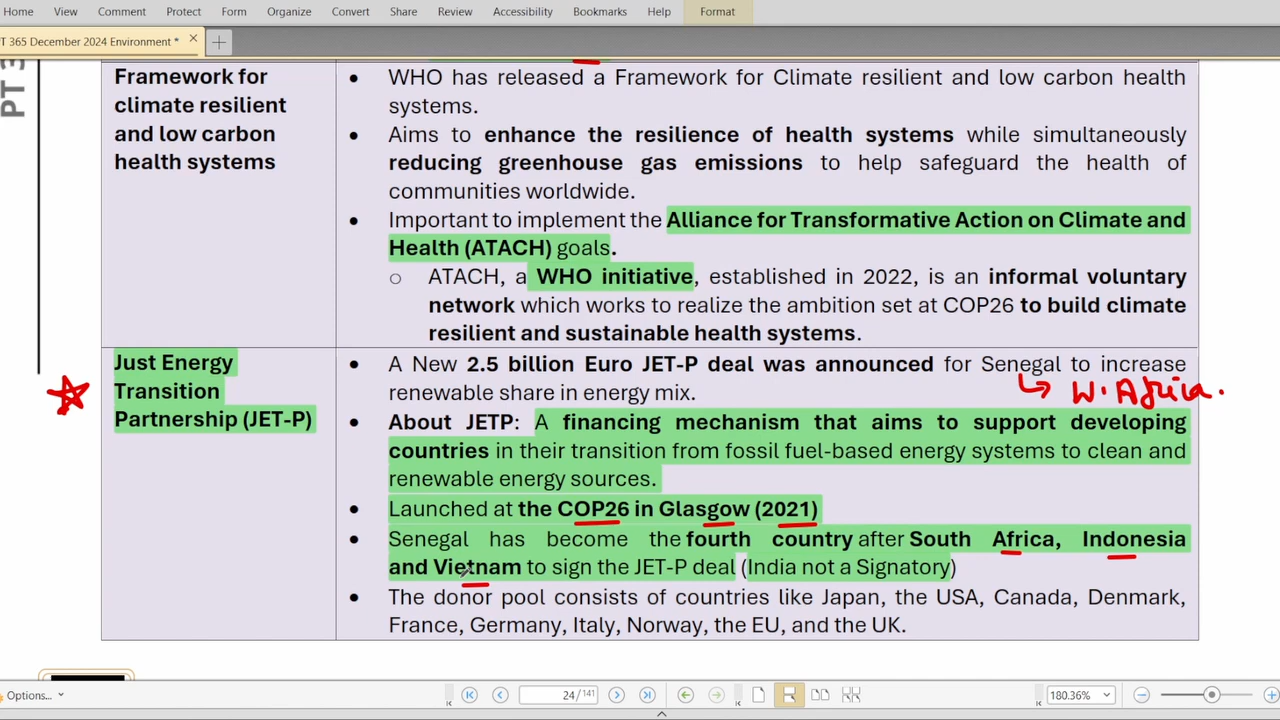 Home View Comment Protect Form Organize Convert Share Review Accessibility Bookmarks Help Format
T 365 December 2024 Environment *
PT 3
Framework for
climate resilient
and low carbon
health systems
• WHO has released a Framework for Climate resilient and low carbon health
systems.
• Aims to enhance the resilience of health systems while simultaneously
reducing greenhouse gas emissions to help safeguard the health of
communities worldwide.
• Important to implement the Alliance for Transformative Action on Climate and
Health (ATACH) goals.
o ATACH, a WHO initiative, established in 2022, is an informal voluntary
network which works to realize the ambition set at COP26 to build climate
resilient and sustainable health systems.
Just Energy
Transition
Partnership (JET-P)
• A New 2.5 billion Euro JET-P deal was announced for Senegal to increase
renewable share in energy mix.
W. Africa.
• About JETP: A financing mechanism that aims to support developing
countries in their transition from fossil fuel-based energy systems to clean and
renewable energy sources.
• Launched at the COP26 in Glasgow (2021)
• Senegal has become the fourth country after South Africa, Indonesia
and Vietnam to sign the JET-P deal (India not a Signatory)
• The donor pool consists of countries like Japan, the USA, Canada, Denmark,
France, Germany, Italy, Norway, the EU, and the UK.
Options... 24 /141 180.36%